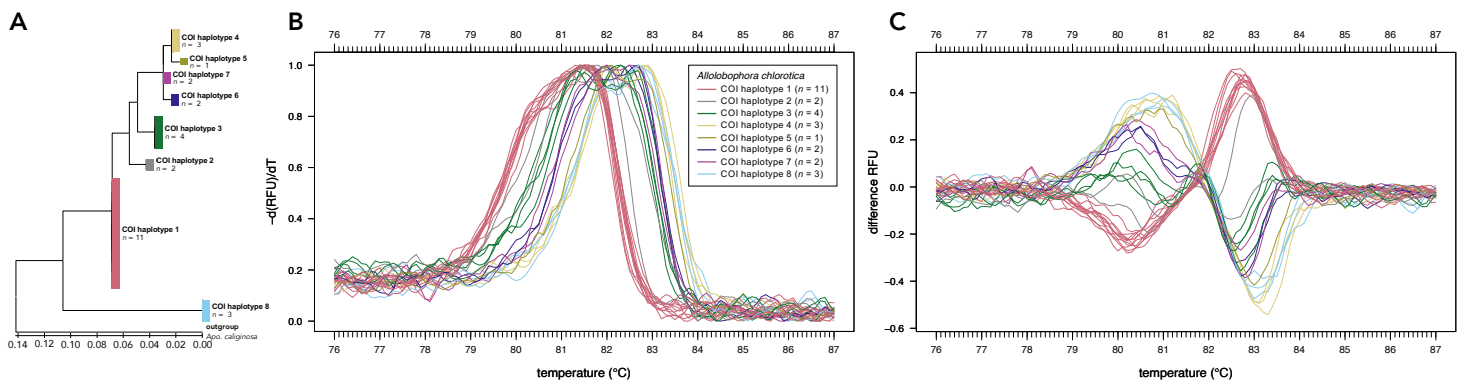 A
COI haplotype 4
n = 3
COI haplotype 5
n = 1
COI haplotype 7
n = 2
COI haplotype 6
n = 2
COI haplotype 3
n = 4
COI haplotype 2
n = 2
COI haplotype 1
n = 11
COI haplotype 8
n = 3
outgroup
Apo. caliginosa
0.14 0.12 0.10 0.08 0.06 0.04 0.02 0.00
B
76 77 78 79 80 81 82 83 84 85 86 87
1.0
0.8
0.6
0.4
0.2
0.0
-d(RFU)/dT
Allolobophora chlorotica
COI haplotype 1 (n = 11)
COI haplotype 2 (n = 2)
COI haplotype 3 (n = 4)
COI haplotype 4 (n = 3)
COI haplotype 5 (n = 1)
COI haplotype 6 (n = 2)
COI haplotype 7 (n = 2)
COI haplotype 8 (n = 3)
76 77 78 79 80 81 82 83 84 85 86 87
temperature (°C)
C
76 77 78 79 80 81 82 83 84 85 86 87
0.4
0.2
0.0
-0.2
-0.4
-0.6
difference RFU
76 77 78 79 80 81 82 83 84 85 86 87
temperature (°C)